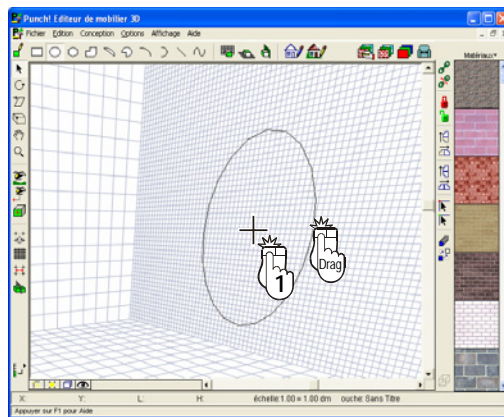 Punch! Editeur de mobilier 3D
Fichier Edition Conception Options Affichage Aide
Matériaux
1
Drag
X: Y: L: H: échelle 1.00 = 1.00 dm ouche: Sans Titre
Appuyer sur F1 pour Aide